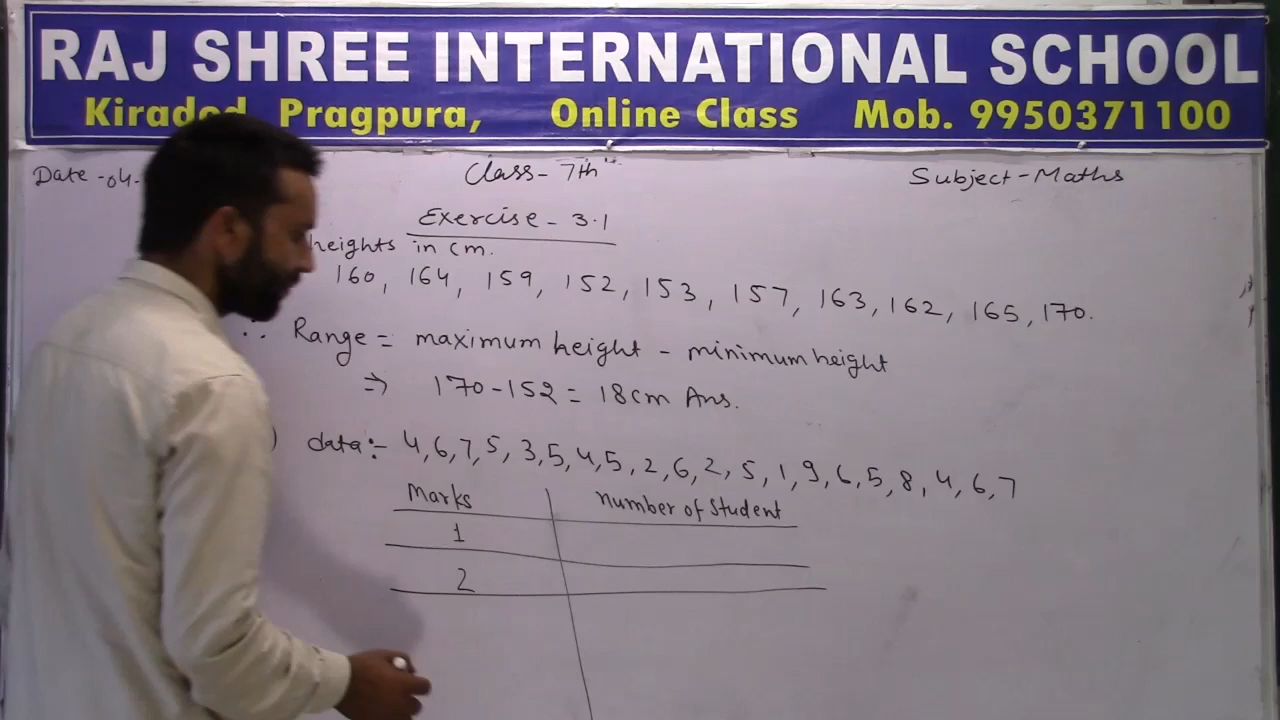 RAJ SHREE INTERNATIONAL SCHOOL
Pragpura, Online Class Mob. 9950371100
Date - 04- Class - 7th Subject - Maths
Exercise - 3.1
heights in cm.
160, 164, 159, 152, 153, 157, 163, 162, 165, 170.
∴ Range = maximum height - minimum height
⇒ 170-152 = 18cm Ans.
) data:- 4,6,7,5, 3,5,4,5, 2,6,2,5,1,9,6,5,8,4,6,7
Marks number of student
1
2